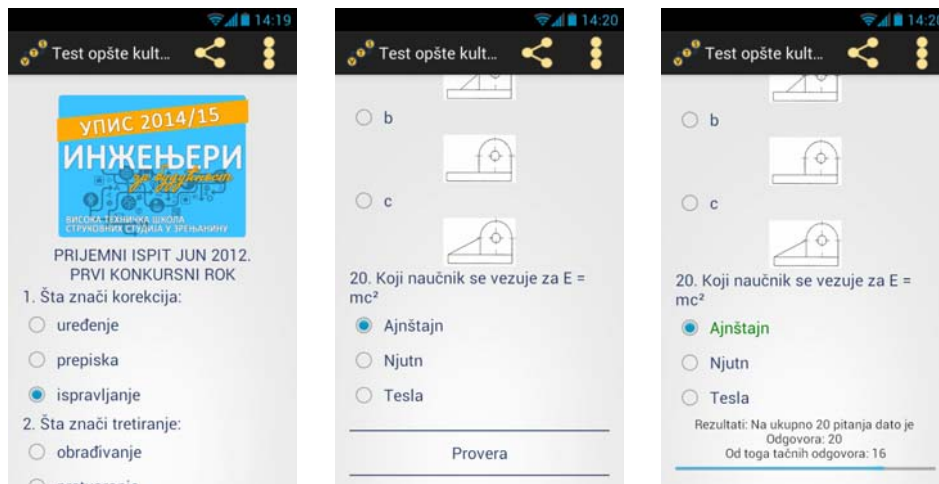 14:19
Test opšte kult...
УПИС 2014/15
ИНЖЕЊЕРИ
за будућност
ВИСОКА ТЕХНИЧКА ШКОЛА
СТРУКОВНИХ СТУДИЈА У ЗРЕЊАНИНУ
PRIJEMNI ISPIT JUN 2012.
PRVI KONKURSNI ROK
1. Šta znači korekcija:
uređenje
prepiska
ispravljanje
2. Šta znači tretiranje:
obrađivanje
14:20
Test opšte kult...
b
c
20. Koji naučnik se vezuje za E =
mc²
Ajnštajn
Njutn
Tesla
Provera
14:20
Test opšte kult...
b
c
20. Koji naučnik se vezuje za E =
mc²
Ajnštajn
Njutn
Tesla
Rezultati: Na ukupno 20 pitanja dato je
Odgovora: 20
Od toga tačnih odgovora: 16